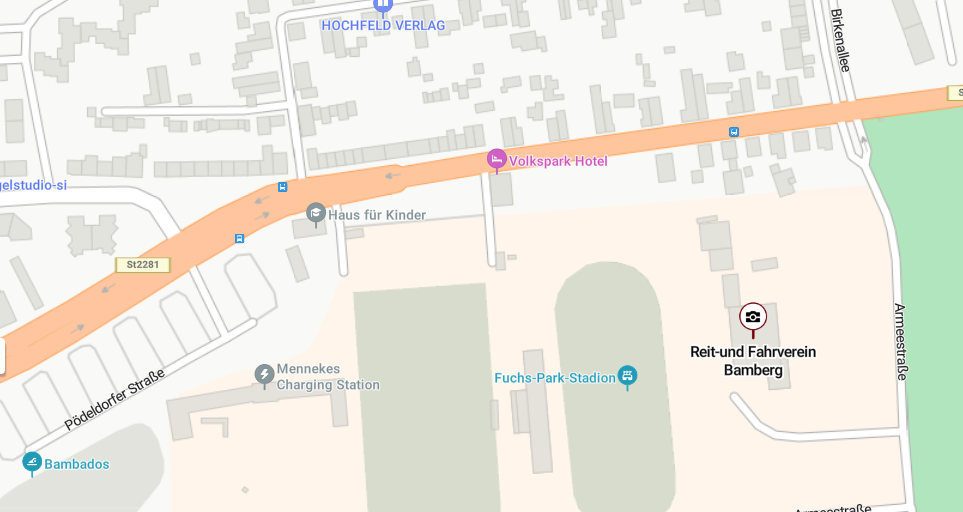 HOCHFELD VERLAG
Birkenallee
Volkspark Hotel
gelstudio-si
Haus für Kinder
St2281
Armeestraße
Reit-und Fahrverein
Bamberg
Mennekes
Charging Station
Fuchs-Park-Stadion
Pödeldorfer Straße
Bambados
Armeestraße